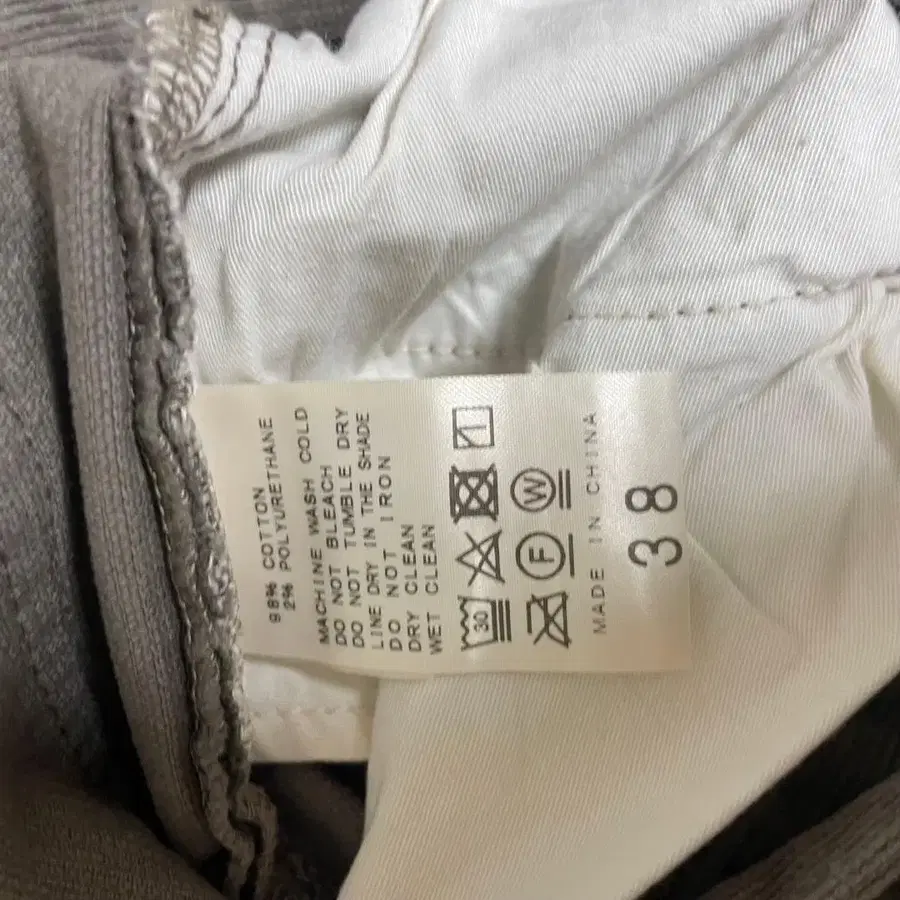 98% COTTON
2% POLYURETHANE
MACHINE WASH COLD
DO NOT BLEACH
DO NOT TUMBLE DRY
LINE DRY IN THE SHADE
DO NOT IRON
DRY CLEAN
WET CLEAN
30
F W
MADE IN CHINA
38